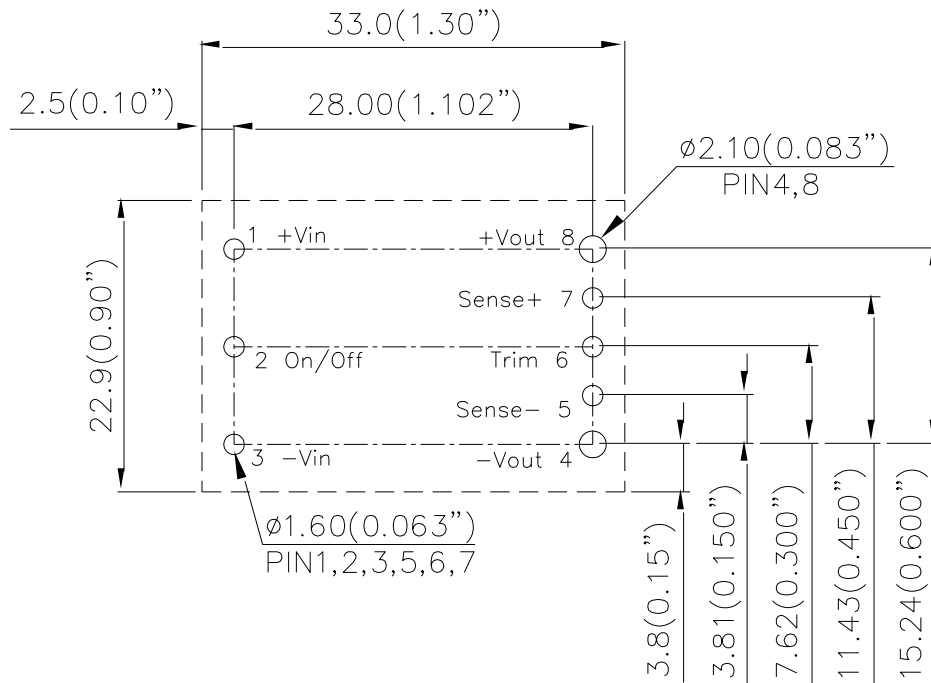 33.0(1.30”)
2.5(0.10”)
28.00(1.102”)
ø2.10(0.083”)
PIN4,8
1 +Vin
+Vout 8
Sense+ 7
22.9(0.90”)
2 On/Off
Trim 6
Sense- 5
3 -Vin
-Vout 4
ø1.60(0.063”)
PIN1,2,3,5,6,7
3.8(0.15”)
3.81(0.150”)
7.62(0.300”)
11.43(0.450”)
15.24(0.600”)